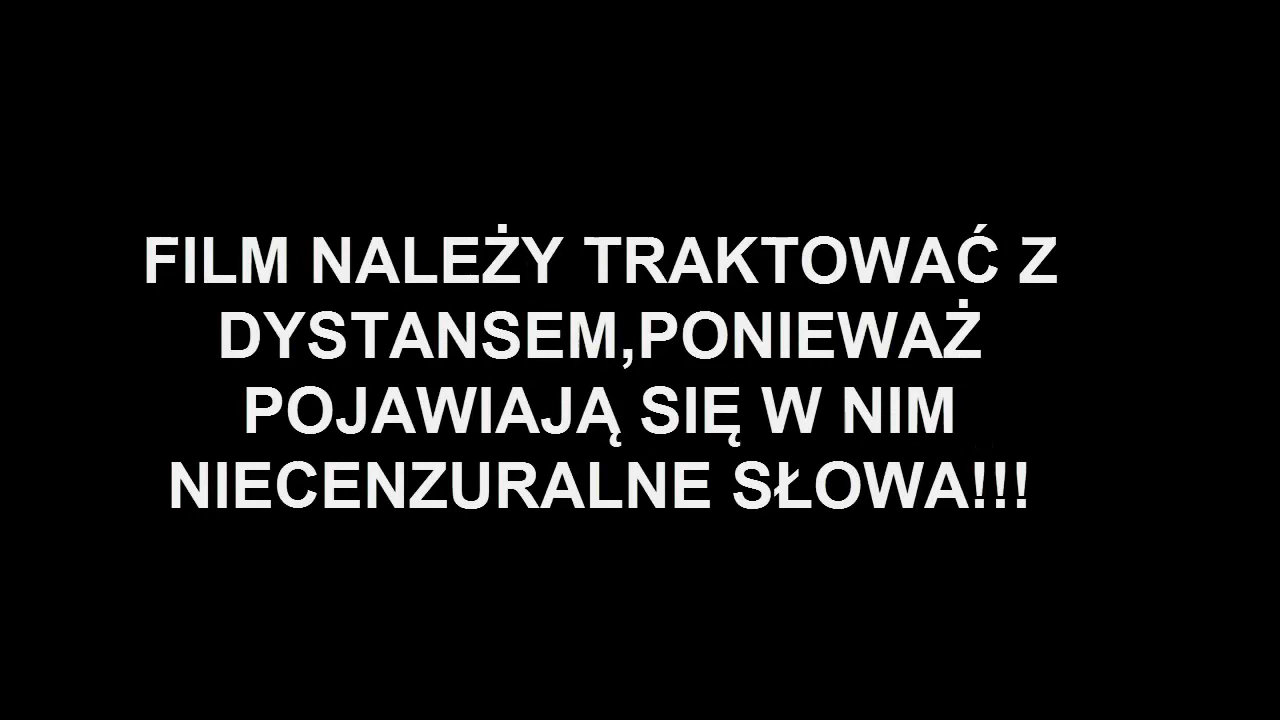 FILM NALEŻY TRAKTOWAĆ Z
DYSTANSEM,PONIEWAŻ
POJAWIAJĄ SIĘ W NIM
NIECENZURALNE SŁOWA!!!